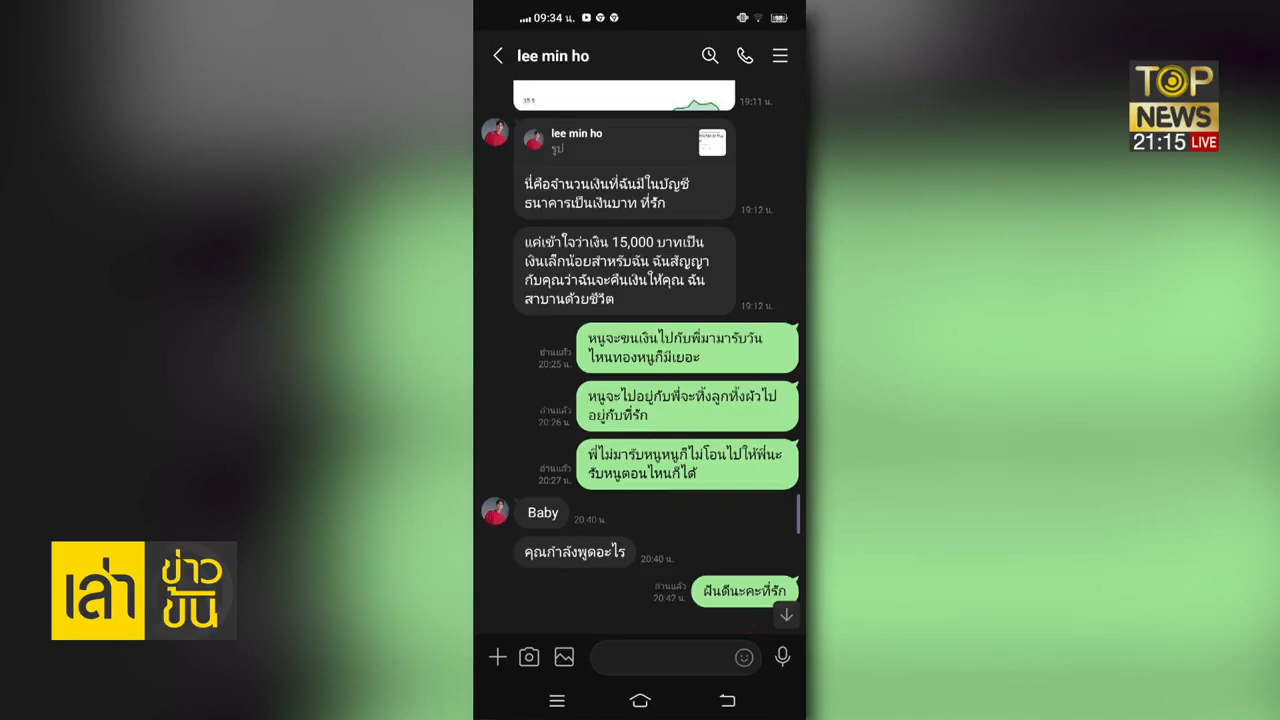 09:34 น.
98
lee min ho
19:11 น.
lee min ho
รูป
นี่คือจำนวนเงินที่ฉันมีในบัญชี
ธนาคารเป็นเงินบาท ที่รัก
19:12 น.
แค่เข้าใจว่าเงิน 15,000 บาทเป็น
เงินเล็กน้อยสำหรับฉัน ฉันสัญญา
กับคุณว่าฉันจะคืนเงินให้คุณ ฉัน
สาบานด้วยชีวิต
19:12 น.
หนูจะขนเงินไปกับพี่มามารับวัน
ไหนทองหนูก็มีเยอะ
อ่านแล้ว
20:25 น.
หนูจะไปอยู่กับพี่จะทิ้งลูกทิ้งผัวไป
อยู่กับที่รัก
อ่านแล้ว
20:26 น.
พี่ไม่มารับหนูหนูก็ไม่โอนไปให้พี่นะ
รับหนูตอนไหนก็ได้
อ่านแล้ว
20:27 น.
Baby
20:40 น.
คุณกำลังพูดอะไร
20:40 น.
ฝันดีนะคะที่รัก
อ่านแล้ว
20:42 น.
TOP
NEWS
21:15 LIVE
เล่า
ข่าว
ข้น